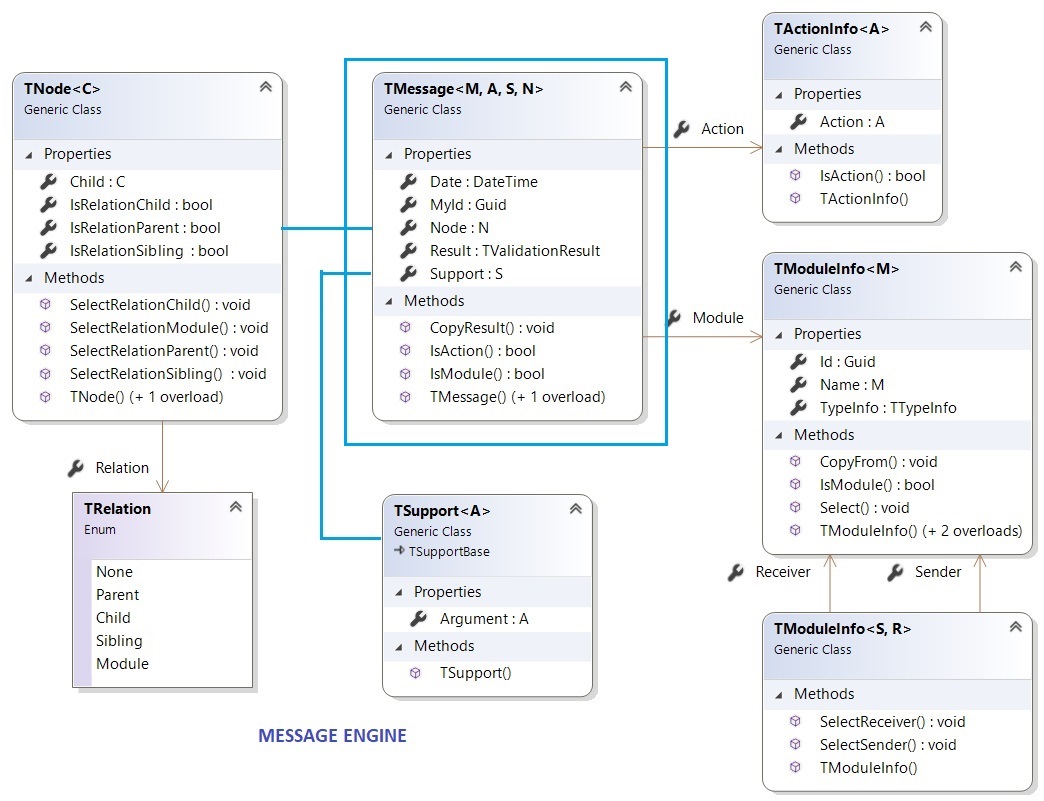 TNode<C>
Generic Class
Properties
Child : C
IsRelationChild : bool
IsRelationParent : bool
IsRelationSibling : bool
Methods
SelectRelationChild() : void
SelectRelationModule() : void
SelectRelationParent() : void
SelectRelationSibling() : void
TNode() (+ 1 overload)
Relation
TRelation
Enum
None
Parent
Child
Sibling
Module
TMessage<M, A, S, N>
Generic Class
Properties
Date : DateTime
MyId : Guid
Node : N
Result : TValidationResult
Support : S
Methods
CopyResult() : void
IsAction() : bool
IsModule() : bool
TMessage() (+ 1 overload)
TSupport<A>
Generic Class
TSupportBase
Properties
Argument : A
Methods
TSupport()
Action
TActionInfo<A>
Generic Class
Properties
Action : A
Methods
IsAction() : bool
TActionInfo()
Module
TModuleInfo<M>
Generic Class
Properties
Id : Guid
Name : M
TypeInfo : TTypeInfo
Methods
CopyFrom() : void
IsModule() : bool
Select() : void
TModuleInfo() (+ 2 overloads)
Receiver
Sender
TModuleInfo<S, R>
Generic Class
Methods
SelectReceiver() : void
SelectSender() : void
TModuleInfo()
MESSAGE ENGINE